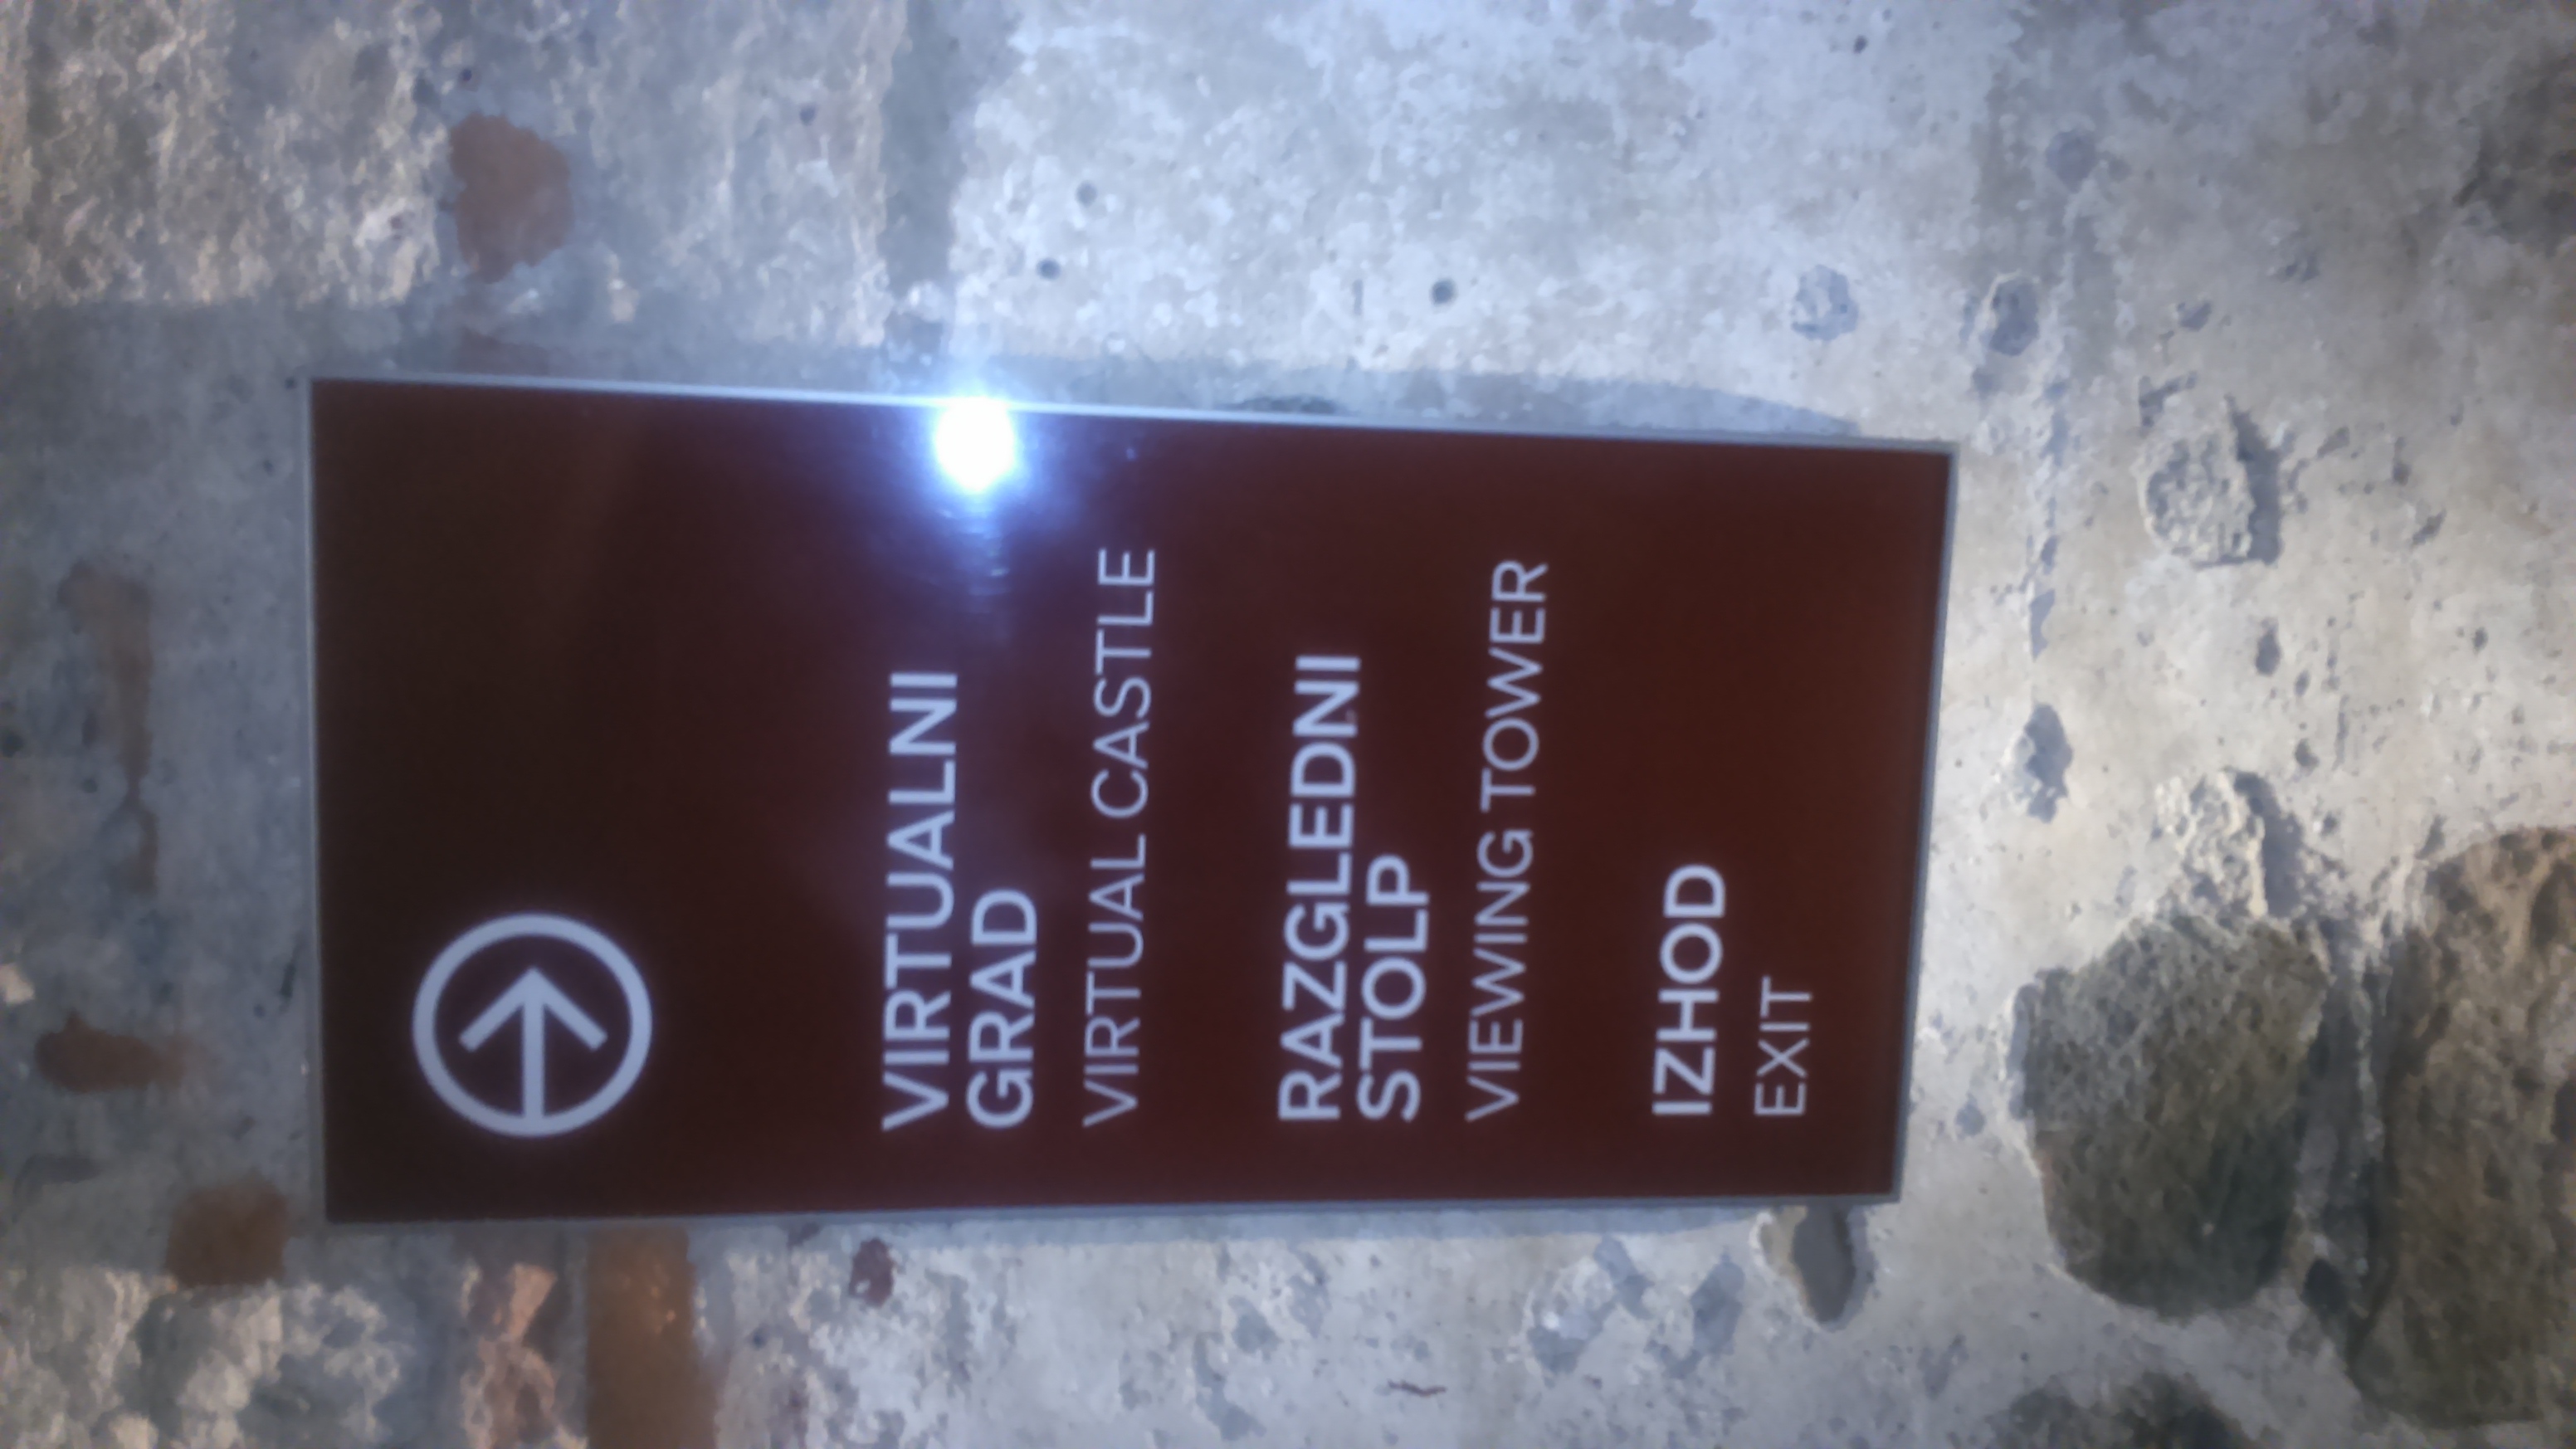 VIRTUALNI
GRAD
VIRTUAL CASTLE
RAZGLEDNI
STOLP
VIEWING TOWER
IZHOD
EXIT